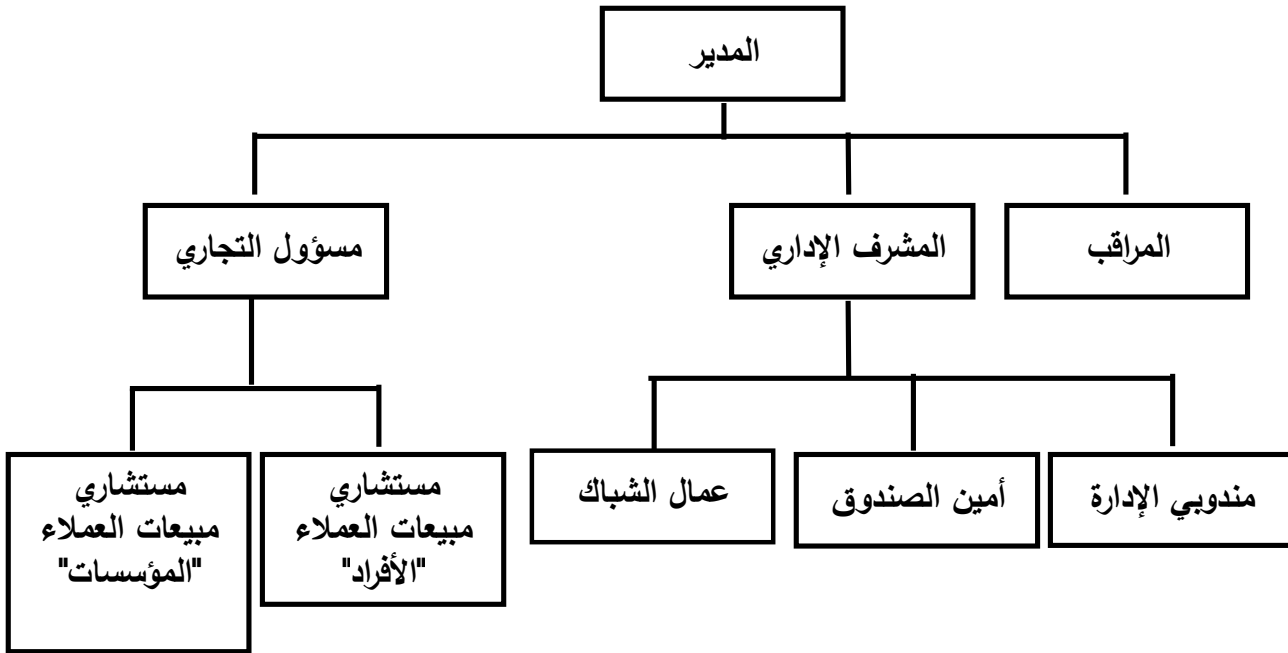 المدير
المراقب
المشرف الإداري
مسؤول التجاري
مندوبي الإدارة
أمين الصندوق
عمال الشباك
مستشاري
مبيعات العملاء
"الأفراد"
مستشاري
مبيعات العملاء
"المؤسسات"